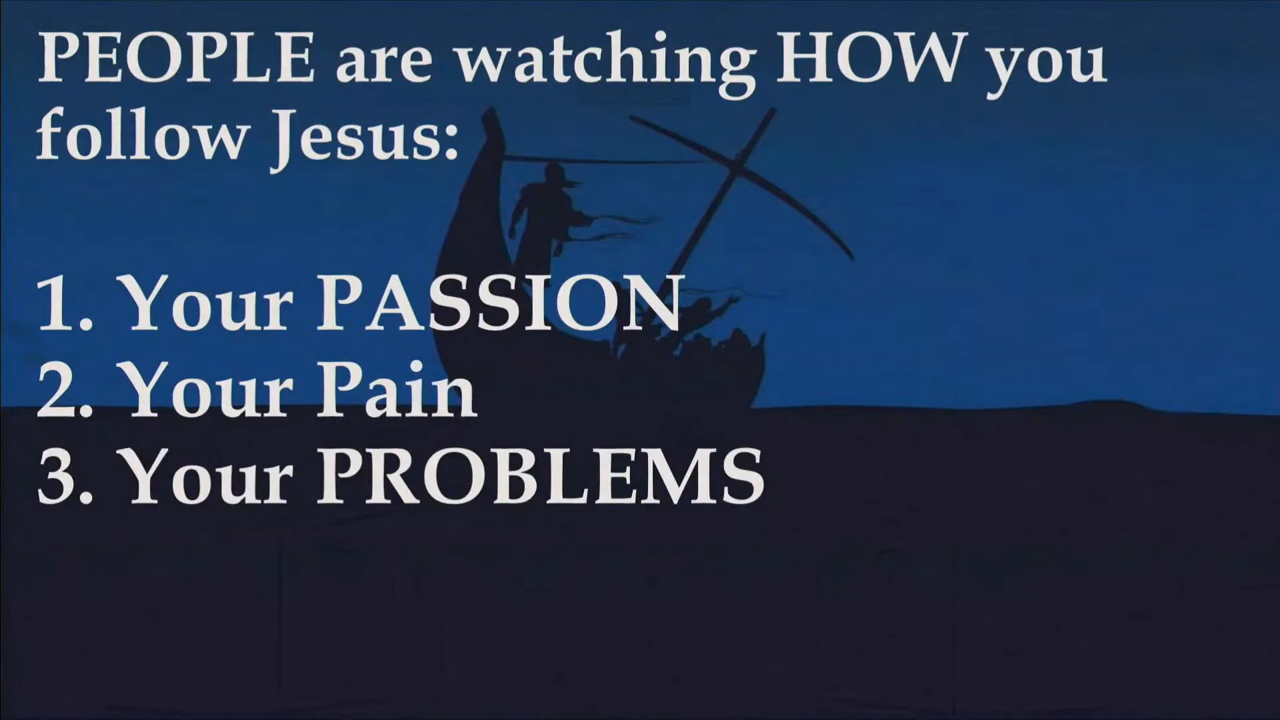 PEOPLE are watching HOW you
follow Jesus:
1. Your PASSION
2. Your Pain
3. Your PROBLEMS